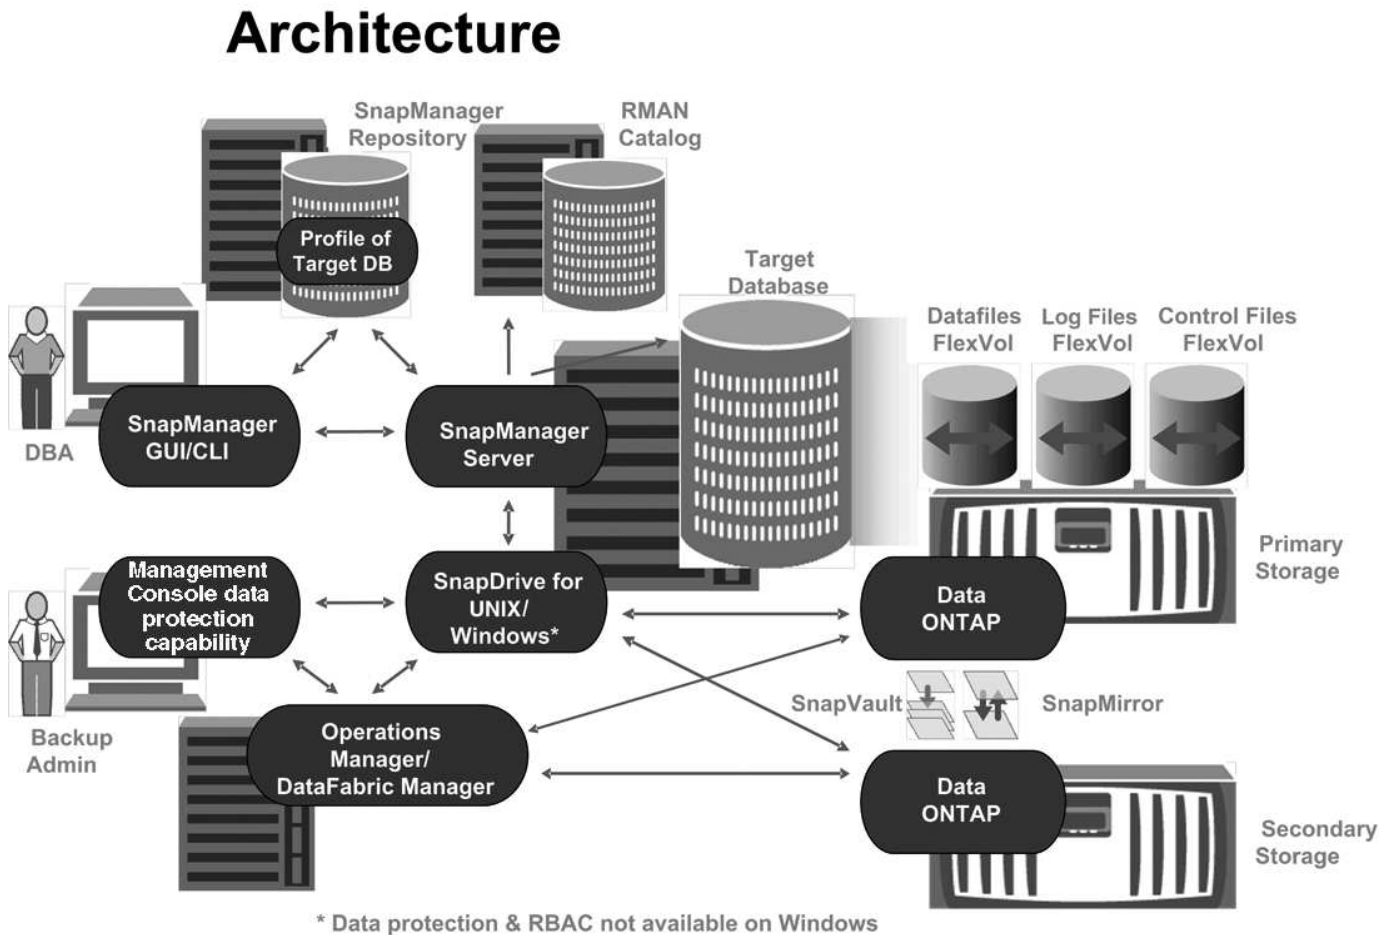 Architecture
SnapManager
Repository
RMAN
Catalog
Profile of
Target DB
Target
Database
Datafiles
FlexVol
Log Files
FlexVol
Control Files
FlexVol
DBA
SnapManager
GUI/CLI
SnapManager
Server
Primary
Storage
Management
Console data
protection
capability
SnapDrive for
UNIX/
Windows*
Data
ONTAP
SnapVault
SnapMirror
Backup
Admin
Operations
Manager/
DataFabric Manager
Data
ONTAP
Secondary
Storage
* Data protection & RBAC not available on Windows